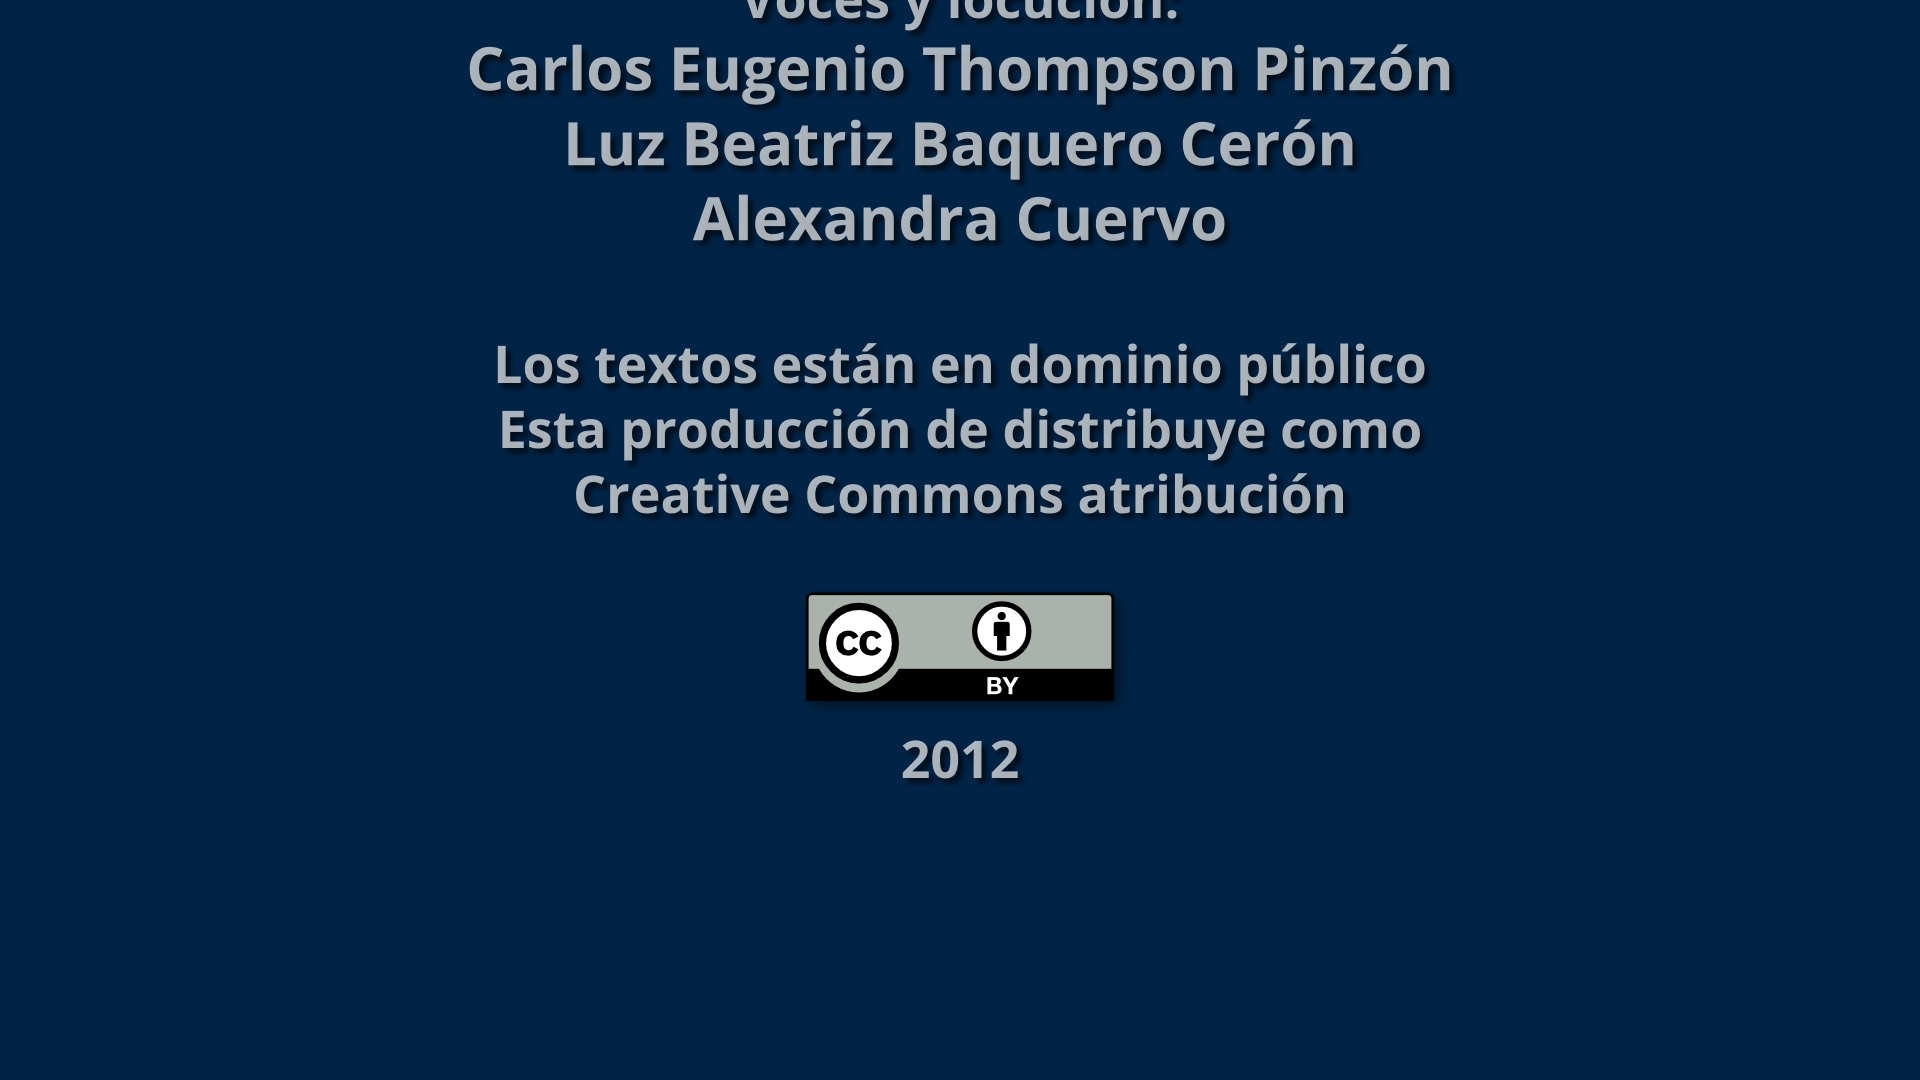 Voces y locución:
Carlos Eugenio Thompson Pinzón
Luz Beatriz Baquero Cerón
Alexandra Cuervo
Los textos están en dominio público
Esta producción de distribuye como
Creative Commons atribución
CC
BY
2012